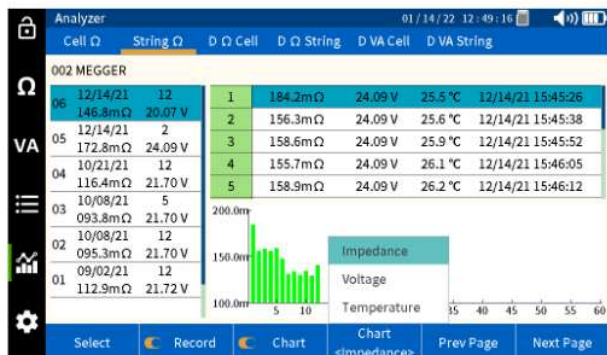 Analyzer 01/14/22 12:49:16
Cell Ω String Ω D Ω Cell D Ω String D VA Cell D VA String
002 MEGGER
Ω
VA
06 12/14/21 12
146.8mΩ 20.07 V
05 12/14/21 2
172.8mΩ 24.09 V
04 10/21/21 12
116.4mΩ 21.70 V
03 10/08/21 5
093.8mΩ 21.70 V
02 10/08/21 12
095.3mΩ 21.70 V
01 09/02/21 12
112.9mΩ 21.72 V
1 184.2mΩ 24.09 V 25.5 °C 12/14/21 15:45:26
2 156.3mΩ 24.09 V 25.6 °C 12/14/21 15:45:38
3 158.6mΩ 24.09 V 25.9 °C 12/14/21 15:45:52
4 155.7mΩ 24.09 V 26.1 °C 12/14/21 15:46:05
5 158.9mΩ 24.09 V 26.2 °C 12/14/21 15:46:12
200.0m
150.0m
100.0m
Impedance
Voltage
Temperature
5 10 35 40 45 50 55 60
Select Record Chart Chart Prev Page Next Page
<Impedance>